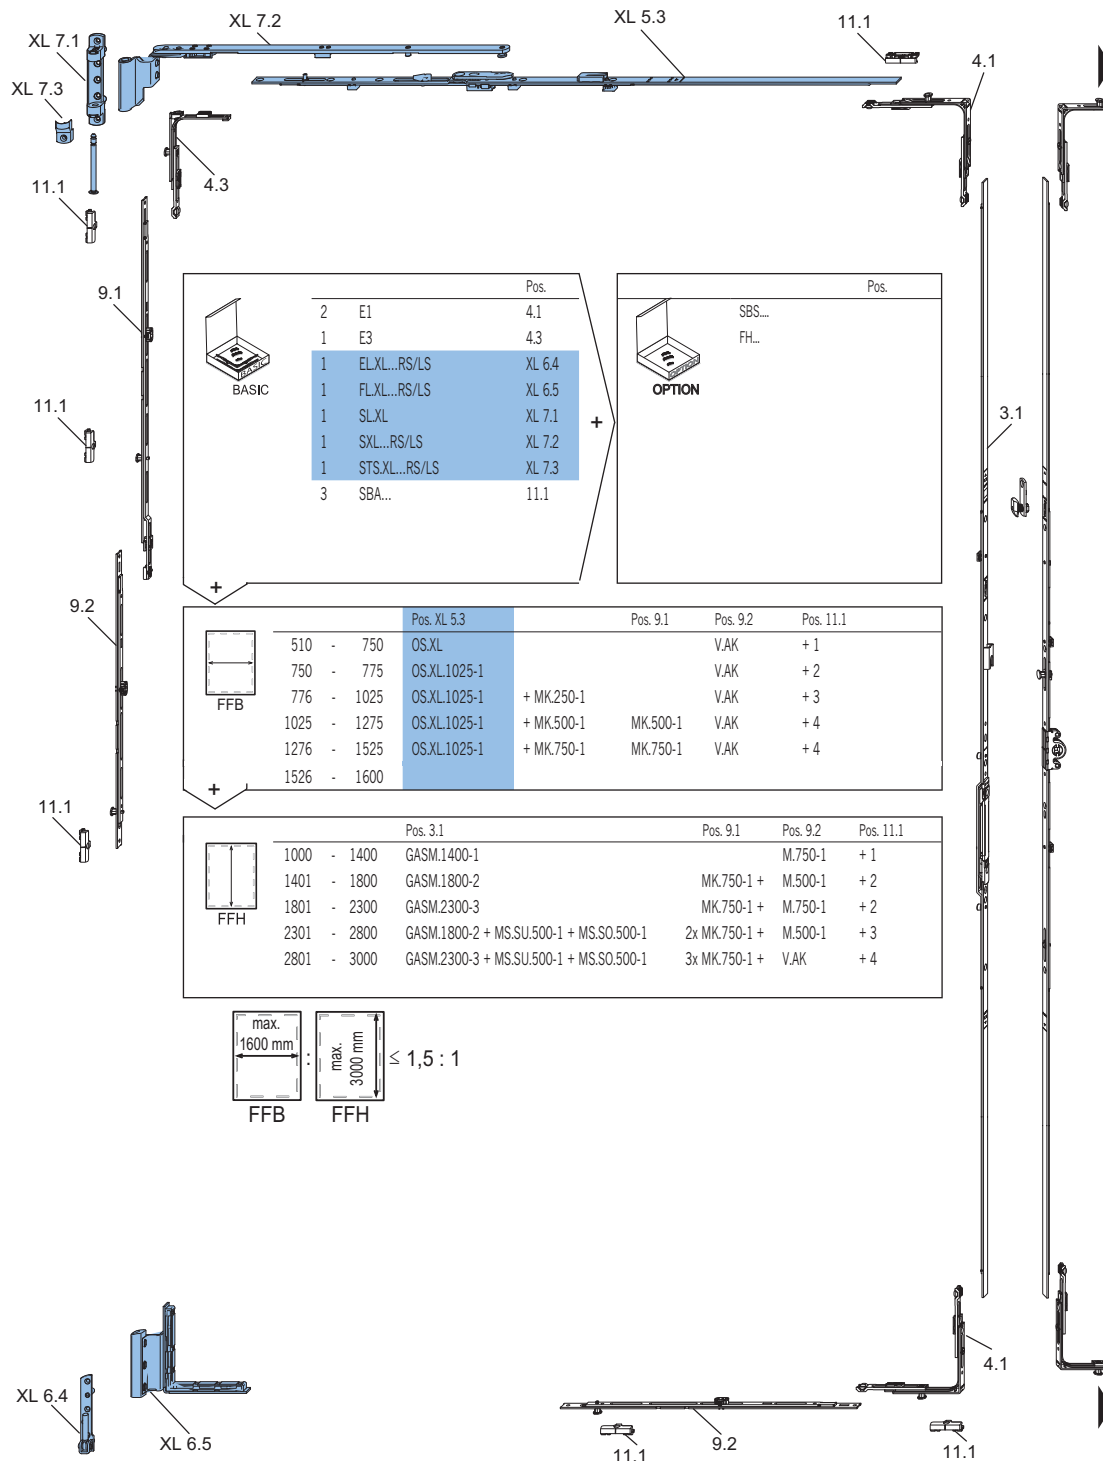 XL 7.2
XL 5.3
11.1
XL 7.1
4.1
XL 7.3
4.3
11.1
9.1
Pos.
2 E1 4.1
1 E3 4.3
1 EL.XL...RS/LS XL 6.4
1 FL.XL...RS/LS XL 6.5
1 SL.XL XL 7.1
1 SXL...RS/LS XL 7.2
1 STS.XL...RS/LS XL 7.3
3 SBA... 11.1
BASIC
BASIC
+
Pos.
SBS....
FH...
OPTION
OPTION
3.1
11.1
+
9.2
Pos. XL 5.3 Pos. 9.1 Pos. 9.2 Pos. 11.1
510 - 750 OS.XL V.AK + 1
750 - 775 OS.XL.1025-1 V.AK + 2
776 - 1025 OS.XL.1025-1 + MK.250-1 V.AK + 3
1025 - 1275 OS.XL.1025-1 + MK.500-1 MK.500-1 V.AK + 4
1276 - 1525 OS.XL.1025-1 + MK.750-1 MK.750-1 V.AK + 4
1526 - 1600
FFB
+
11.1
Pos. 3.1 Pos. 9.1 Pos. 9.2 Pos. 11.1
1000 - 1400 GASM.1400-1 M.750-1 + 1
1401 - 1800 GASM.1800-2 MK.750-1 + M.500-1 + 2
1801 - 2300 GASM.2300-3 MK.750-1 + M.750-1 + 2
2301 - 2800 GASM.1800-2 + MS.SU.500-1 + MS.SO.500-1 2x MK.750-1 + M.500-1 + 3
2801 - 3000 GASM.2300-3 + MS.SU.500-1 + MS.SO.500-1 3x MK.750-1 + V.AK + 4
FFH
max.
1600 mm
:
max.
3000 mm
≤ 1,5 : 1
FFB
FFH
4.1
XL 6.4
XL 6.5
11.1
9.2
11.1